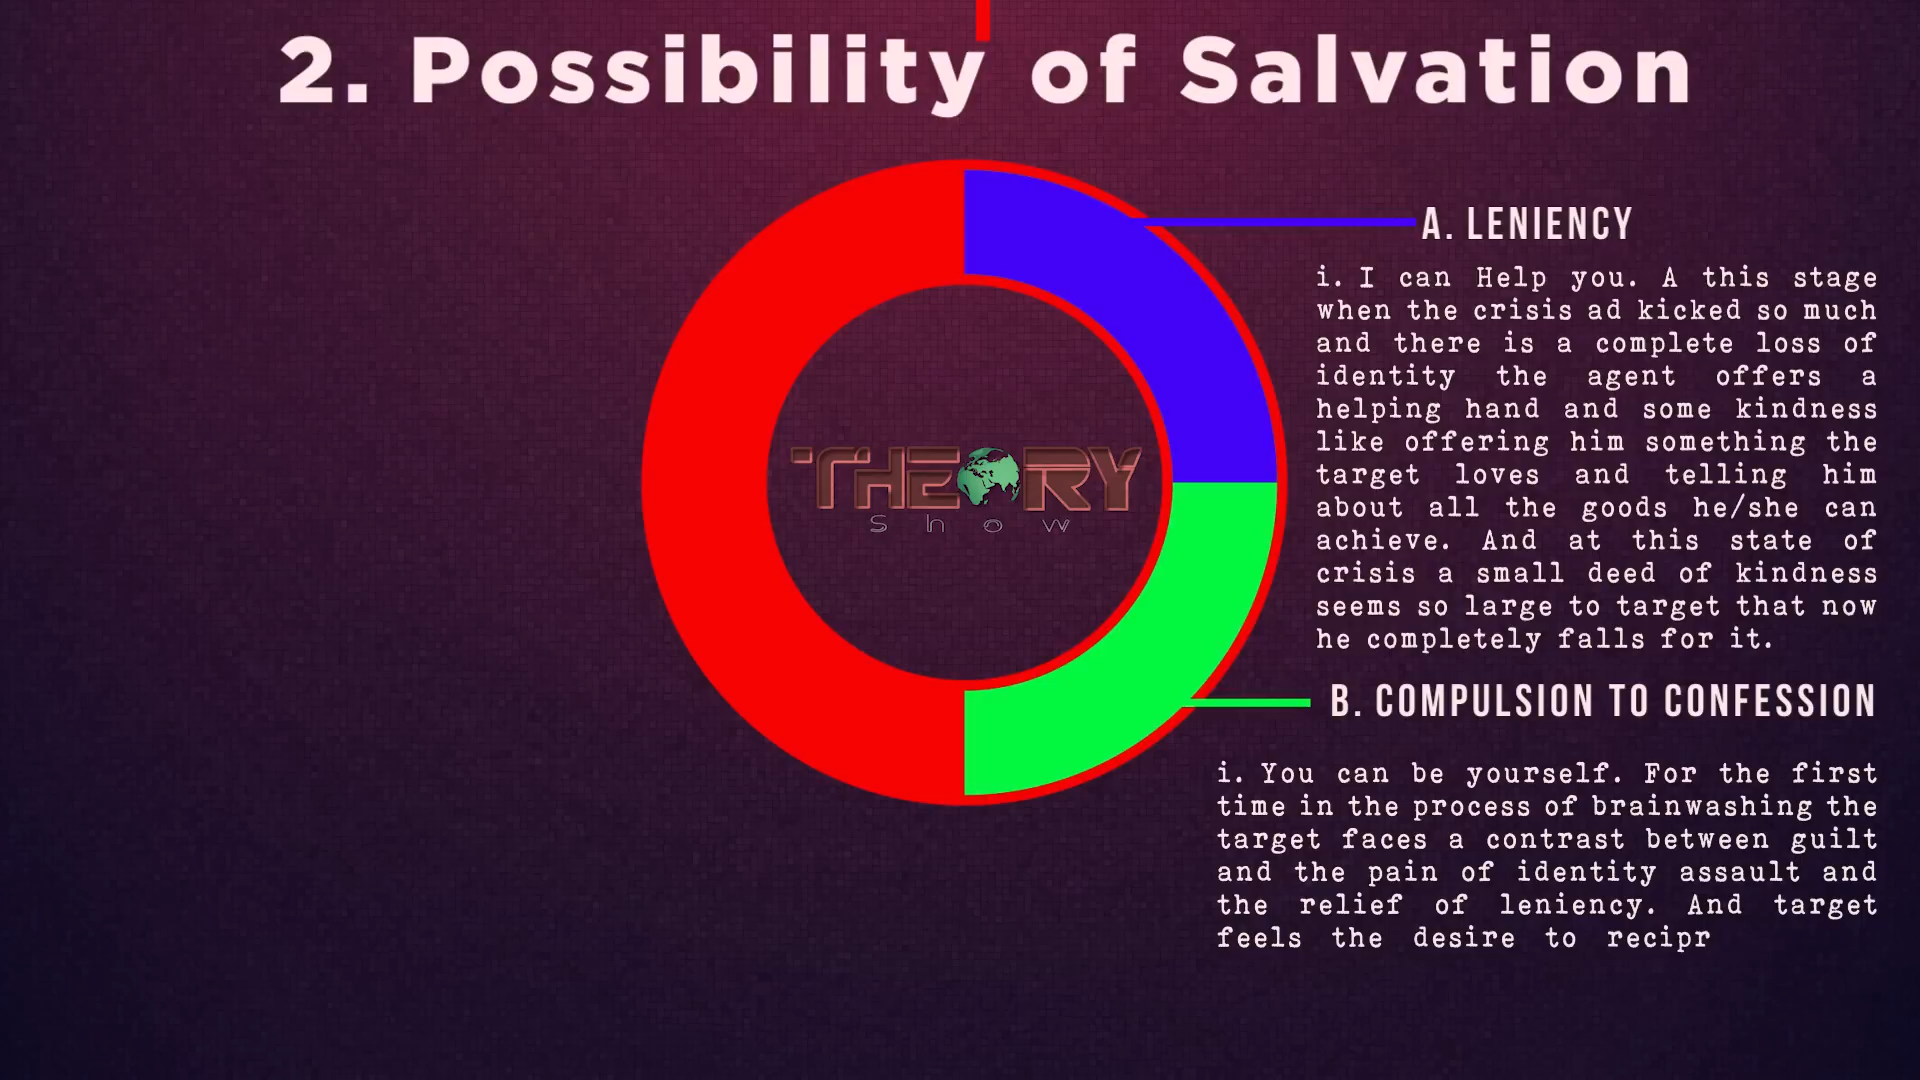 2. Possibility of Salvation
A. LENIENCY
i. I can Help you. A this stage
when the crisis ad kicked so much
and there is a complete loss of
identity the agent offers a
helping hand and some kindness
like offering him something the
target loves and telling him
about all the goods he/she can
achieve. And at this state of
crisis a small deed of kindness
seems so large to target that now
he completely falls for it.
THEORY
Show
B. COMPULSION TO CONFESSION
i. You can be yourself. For the first
time in the process of brainwashing the
target faces a contrast between guilt
and the pain of identity assault and
the relief of leniency. And target
feels the desire to recipr